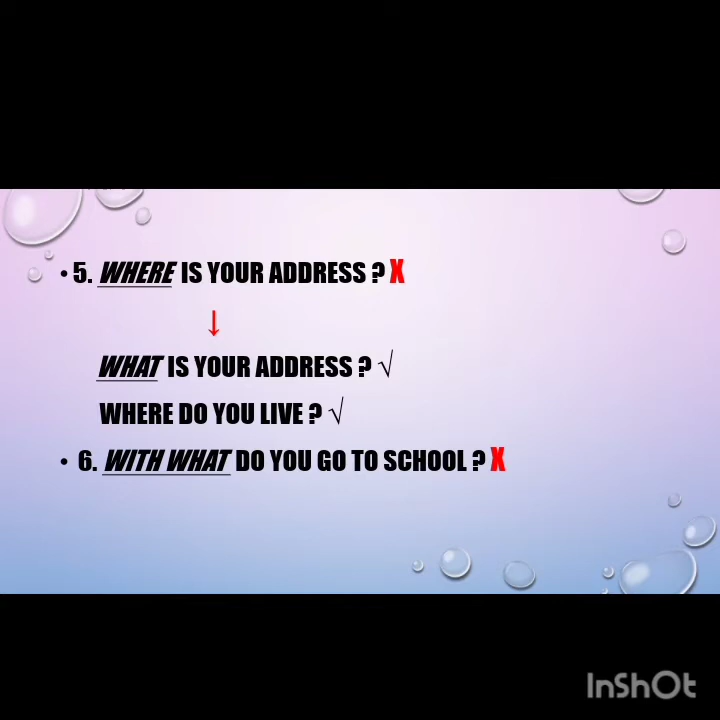 • 5. WHERE IS YOUR ADDRESS ? X
↓
WHAT IS YOUR ADDRESS ? √
WHERE DO YOU LIVE ? √
• 6. WITH WHAT DO YOU GO TO SCHOOL ? X
InShOt